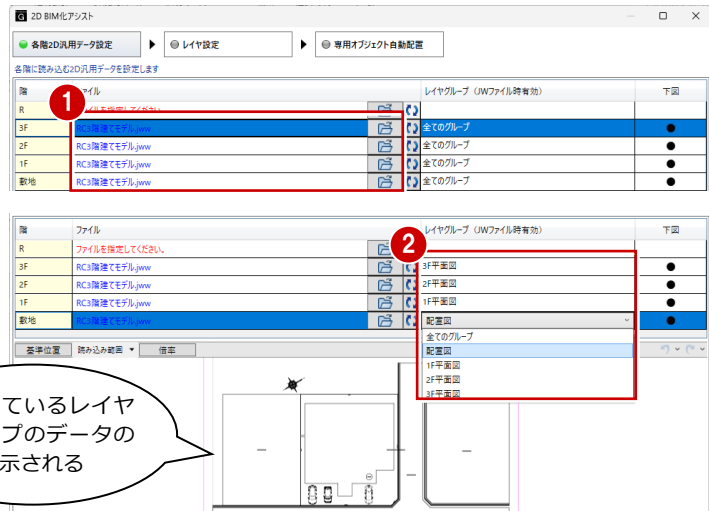 G 2D BIM化アシスト
各階2D汎用データ設定 ▶ レイヤ設定 ▶ 専用オブジェクト自動配置
各階に読み込む2D汎用データを設定します
階 ファイル レイヤグループ（JWファイル時有効） 下図
1
R ファイルを指定してください。
3F RC3階建てモデル.jww 全てのグループ ●
2F RC3階建てモデル.jww 全てのグループ ●
1F RC3階建てモデル.jww 全てのグループ ●
敷地 RC3階建てモデル.jww 全てのグループ ●
階 ファイル レイヤグループ（JWファイル時有効） 下図
2
R ファイルを指定してください。
3F RC3階建てモデル.jww 3F平面図 ●
2F RC3階建てモデル.jww 2F平面図 ●
1F RC3階建てモデル.jww 1F平面図 ●
敷地 RC3階建てモデル.jww 配置図 ●
全てのグループ
配置図
1F平面図
2F平面図
3F平面図
基準位置 読み込み範囲 ▼ 倍率
ているレイヤ
プのデータの
示される